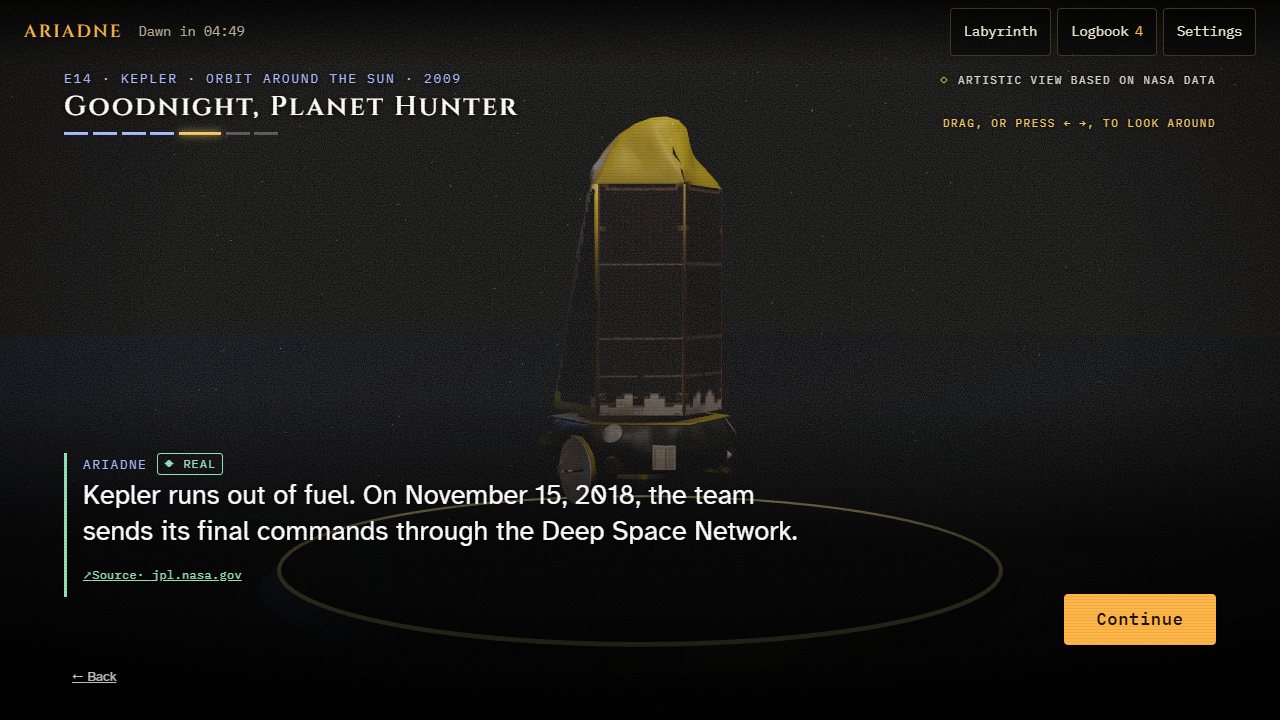 ARIADNE Dawn in 04:49 Labyrinth Logbook 4 Settings
E14 · KEPLER · ORBIT AROUND THE SUN · 2009
◇ ARTISTIC VIEW BASED ON NASA DATA
Goodnight, Planet Hunter
DRAG, OR PRESS ← →, TO LOOK AROUND
ARIADNE ◆ REAL
Kepler runs out of fuel. On November 15, 2018, the team
sends its final commands through the Deep Space Network.
↗Source· jpl.nasa.gov
Continue
← Back